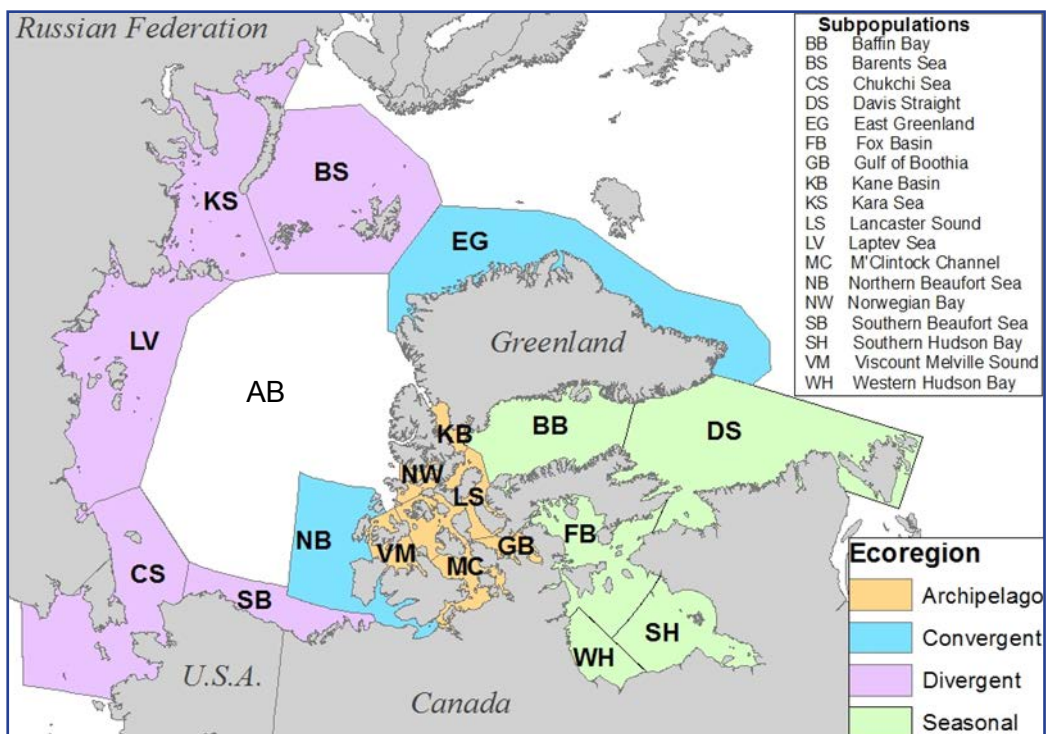 Russian Federation
Subpopulations
BB Baffin Bay
BS Barents Sea
CS Chukchi Sea
DS Davis Straight
EG East Greenland
FB Fox Basin
GB Gulf of Boothia
KB Kane Basin
KS Kara Sea
LS Lancaster Sound
LV Laptev Sea
MC M'Clintock Channel
NB Northern Beaufort Sea
NW Norwegian Bay
SB Southern Beaufort Sea
SH Southern Hudson Bay
VM Viscount Melville Sound
WH Western Hudson Bay
BS
KS
EG
LV
Greenland
AB
KB
BB
DS
NW
LS
NB
VM
MC
GB
FB
CS
SB
SH
WH
U.S.A.
Canada
Ecoregion
Archipelago
Convergent
Divergent
Seasonal